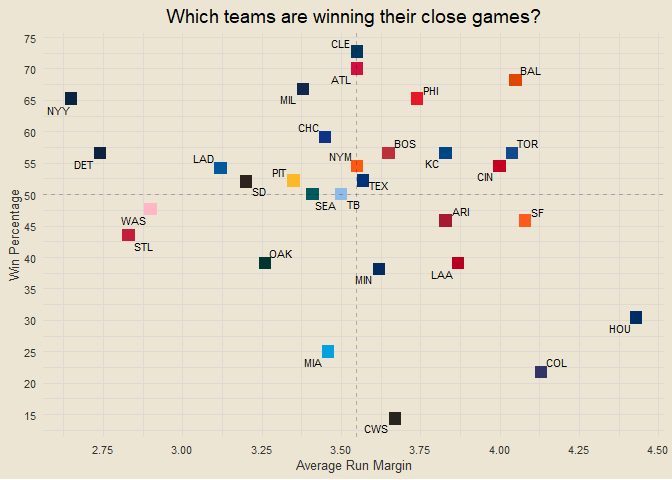 Which teams are winning their close games?
75
CLE
70
ATL
BAL
65
NYY
MIL
PHI
60
CHC
55
DET
LAD
NYM
BOS
KC
TOR
CIN
PIT
SD
TEX
50
SEA
TB
WAS
45
STL
ARI
SF
40
OAK
MIN
LAA
35
30
HOU
25
MIA
COL
20
15
CWS
Win Percentage
2.75
3.00
3.25
3.50
3.75
4.00
4.25
4.50
Average Run Margin